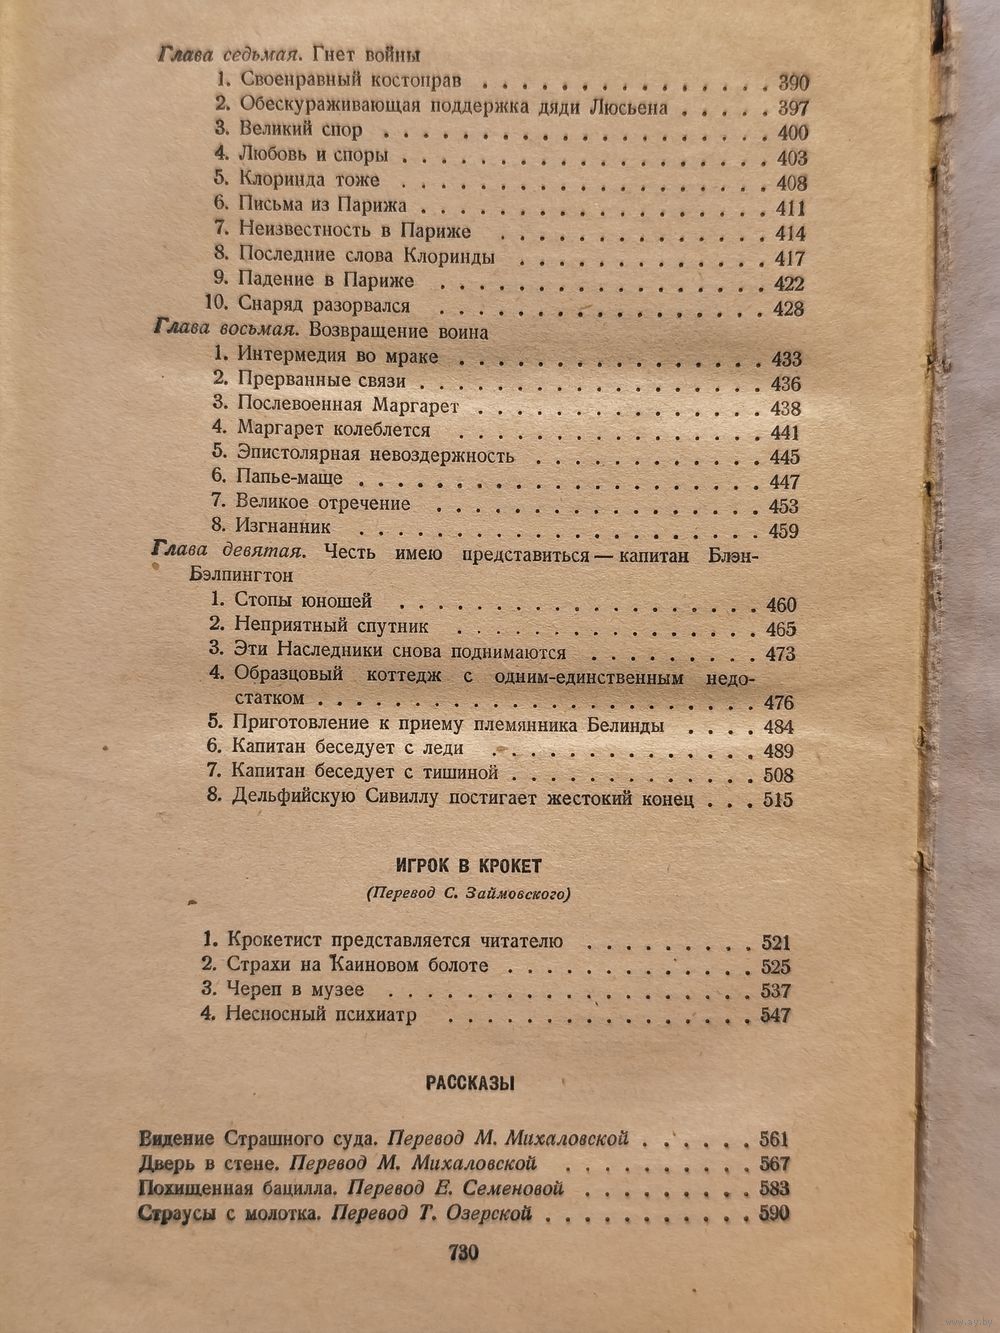 Глава седьмая. Гнет войны
1. Своенравный костоправ . . . . . . . . . . . . . . . 390
2. Обескураживающая поддержка дяди Люсьена . . . . . 397
3. Великий спор . . . . . . . . . . . . . . . . . . . . 400
4. Любовь и споры . . . . . . . . . . . . . . . . . . . 403
5. Клоринда тоже . . . . . . . . . . . . . . . . . . . 408
6. Письма из Парижа . . . . . . . . . . . . . . . . . . 411
7. Неизвестность в Париже . . . . . . . . . . . . . . 414
8. Последние слова Клоринды . . . . . . . . . . . . . 417
9. Падение в Париже . . . . . . . . . . . . . . . . . 422
10. Снаряд разорвался . . . . . . . . . . . . . . . . . 428
Глава восьмая. Возвращение воина
1. Интермедия во мраке . . . . . . . . . . . . . . . . 433
2. Прерванные связи . . . . . . . . . . . . . . . . . . 436
3. Послевоенная Маргарет . . . . . . . . . . . . . . . 438
4. Маргарет колеблется . . . . . . . . . . . . . . . . 441
5. Эпистолярная невоздержность . . . . . . . . . . . . 445
6. Папье-маше . . . . . . . . . . . . . . . . . . . . . 447
7. Великое отречение . . . . . . . . . . . . . . . . . 453
8. Изгнанник . . . . . . . . . . . . . . . . . . . . . 459
Глава девятая. Честь имею представиться — капитан Блэн-
Бэлпингтон
1. Стопы юношей . . . . . . . . . . . . . . . . . . . 460
2. Неприятный спутник . . . . . . . . . . . . . . . . 465
3. Эти Наследники снова поднимаются . . . . . . . . . 473
4. Образцовый коттедж с одним-единственным недо-
статком . . . . . . . . . . . . . . . . . . . . . . . 476
5. Приготовление к приему племянника Белинды . . . . 484
6. Капитан беседует с леди . . . . . . . . . . . . . . 489
7. Капитан беседует с тишиной . . . . . . . . . . . . . 508
8. Дельфийскую Сивиллу постигает жестокий конец . . . 515
ИГРОК В КРОКЕТ
(Перевод С. Займовского)
1. Крокетист представляется читателю . . . . . . . . . 521
2. Страхи на Каиновом болоте . . . . . . . . . . . . . 525
3. Череп в музее . . . . . . . . . . . . . . . . . . . 537
4. Несносный психиатр . . . . . . . . . . . . . . . . 547
РАССКАЗЫ
Видение Страшного суда. Перевод М. Михаловской . . . . . . 561
Дверь в стене. Перевод М. Михаловской . . . . . . . . . . 567
Похищенная бацилла. Перевод Е. Семеновой . . . . . . . . . 583
Страусы с молотка. Перевод Т. Озерской . . . . . . . . . . . 590
730
www.ay.by